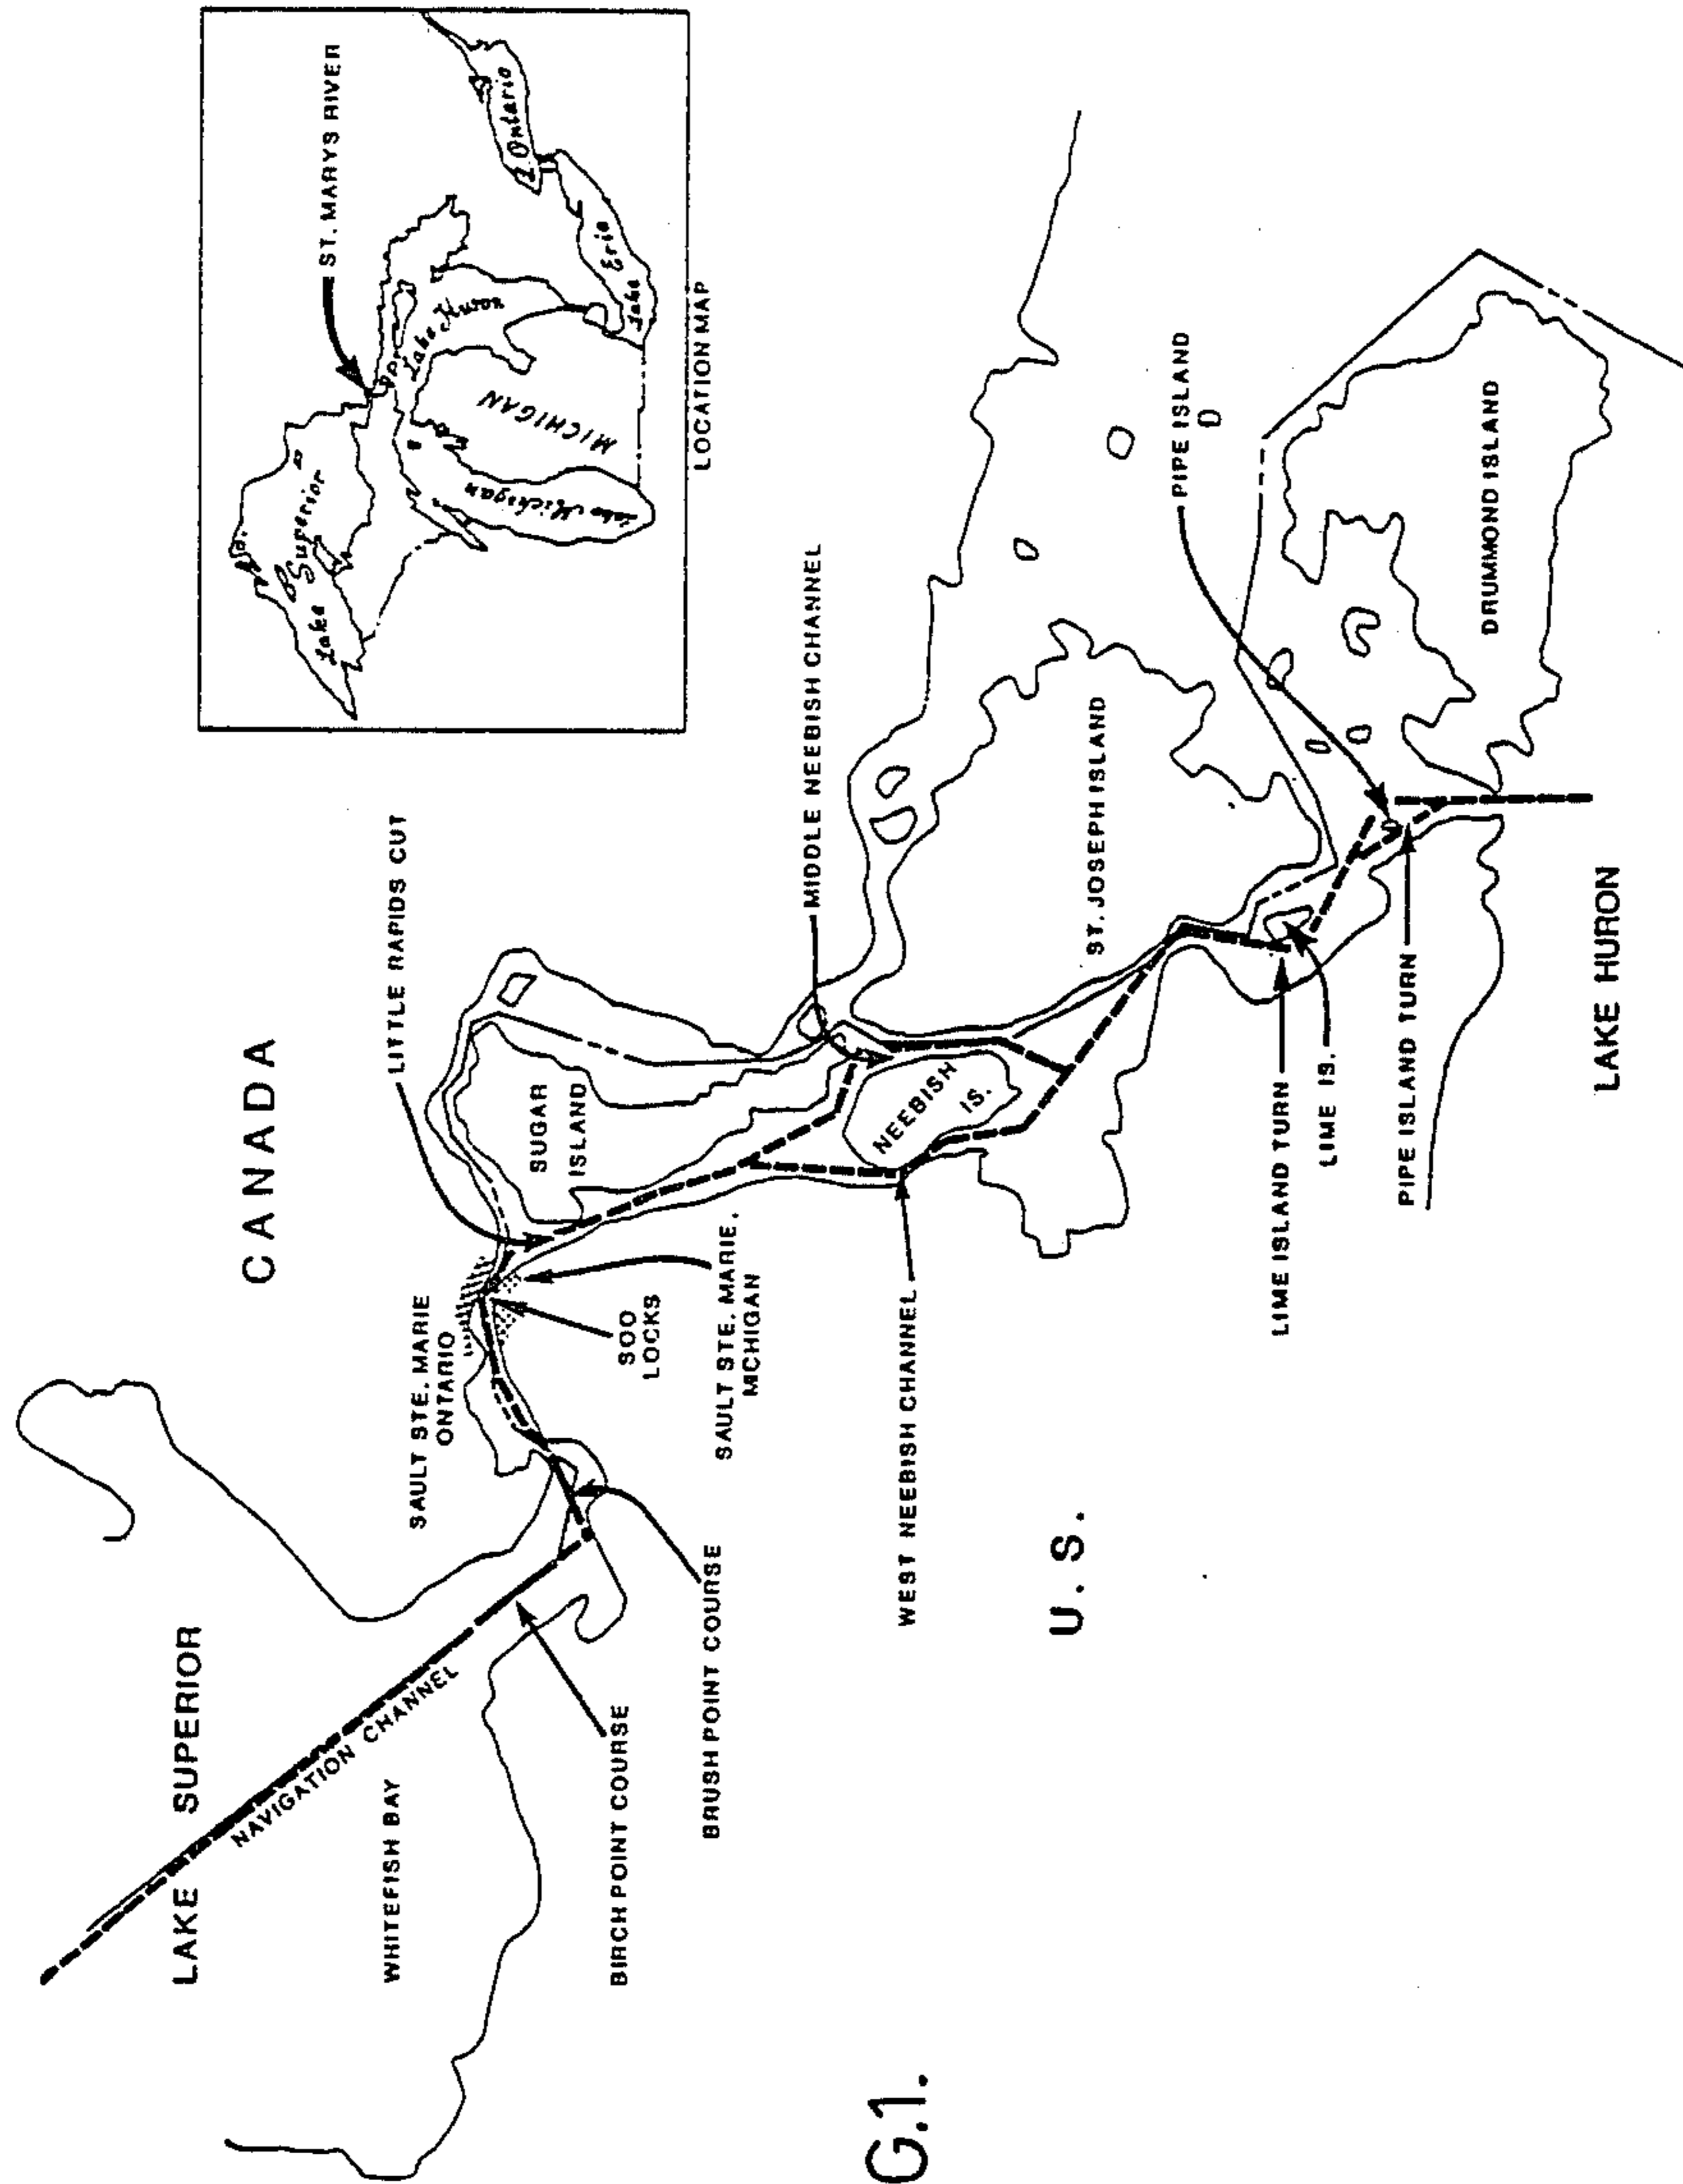 LAKE SUPERIOR
NAVIGATION CHANNEL
WHITEFISH BAY
BIRCH POINT COURSE
BRUSH POINT COURSE
CANADA
SAULT STE. MARIE
ONTARIO
SOO
LOCKS
SAULT STE. MARIE,
MCHIGAN
LITTLE RAPIDS CUT
SUGAR
ISLAND
ST. MARYS RIVER
Lake Superior
Lake Huron
MICHIGAN
Lake Michigan
L Ontario
Lake Erie
LOCATION MAP
MIDDLE NEEBISH CHANNEL
G.1.
WEST NEEBISH CHANNEL
NEEBISH
IS.
U. S.
ST. JOSEPH ISLAND
PIPE ISLAND
LIME ISLAND TURN
LIME IS.
PIPE ISLAND TURN
DRUMMOND ISLAND
LAKE HURON